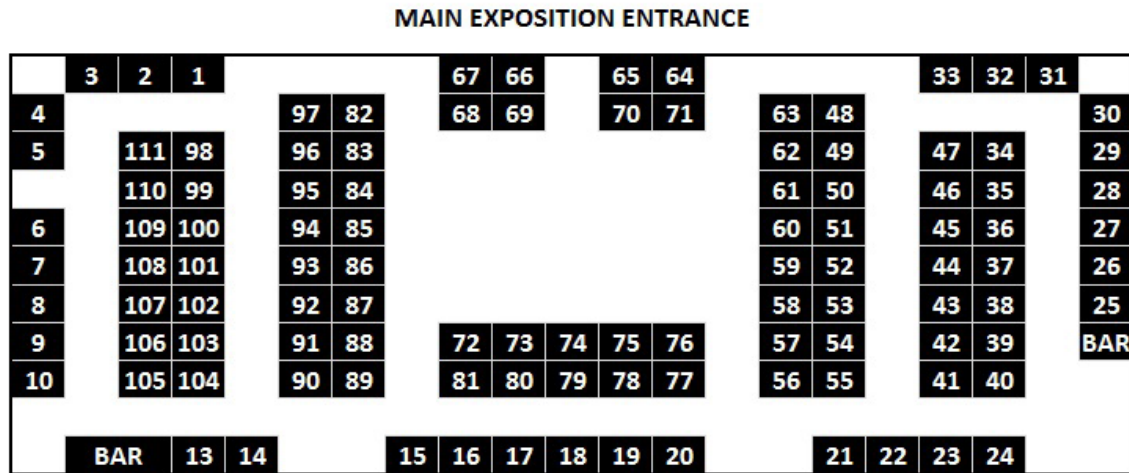 MAIN EXPOSITION ENTRANCE
3 2 1 67 66 65 64 33 32 31
4 97 82 68 69 70 71 63 48 30
5 111 98 96 83 62 49 47 34 29
110 99 95 84 61 50 46 35 28
6 109 100 94 85 60 51 45 36 27
7 108 101 93 86 59 52 44 37 26
8 107 102 92 87 58 53 43 38 25
9 106 103 91 88 72 73 74 75 76 57 54 42 39 BAR
10 105 104 90 89 81 80 79 78 77 56 55 41 40
BAR 13 14 15 16 17 18 19 20 21 22 23 24